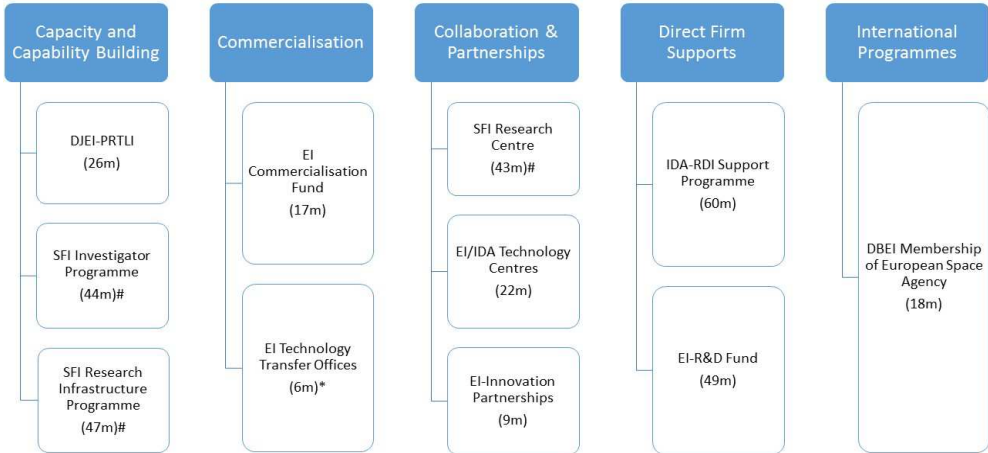 Capacity and
Capability Building
DJEI-PRTLI
(26m)
SFI Investigator
Programme
(44m)#
SFI Research
Infrastructure
Programme
(47m)#
Commercialisation
EI
Commercialisation
Fund
(17m)
EI Technology
Transfer Offices
(6m)*
Collaboration &
Partnerships
SFI Research
Centre
(43m)#
EI/IDA Technology
Centres
(22m)
EI-Innovation
Partnerships
(9m)
Direct Firm
Supports
IDA-RDI Support
Programme
(60m)
EI-R&D Fund
(49m)
International
Programmes
DBEI Membership
of European Space
Agency
(18m)